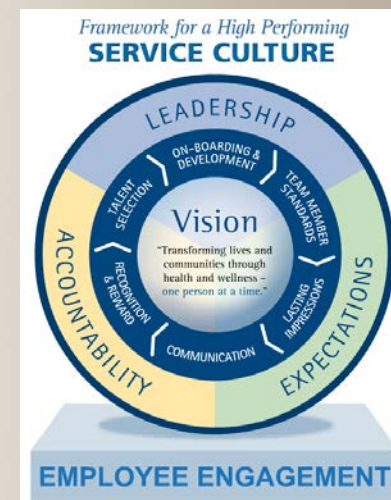 Framework for a High Performing
SERVICE CULTURE
LEADERSHIP
ON-BOARDING &
DEVELOPMENT
TEAM MEMBER
STANDARDS
LASTING
IMPRESSIONS
COMMUNICATION
RECOGNITION
& REWARD
TALENT
SELECTION
Vision
"Transforming lives and
communities through
health and wellness –
one person at a time."
ACCOUNTABILITY
EXPECTATIONS
EMPLOYEE ENGAGEMENT